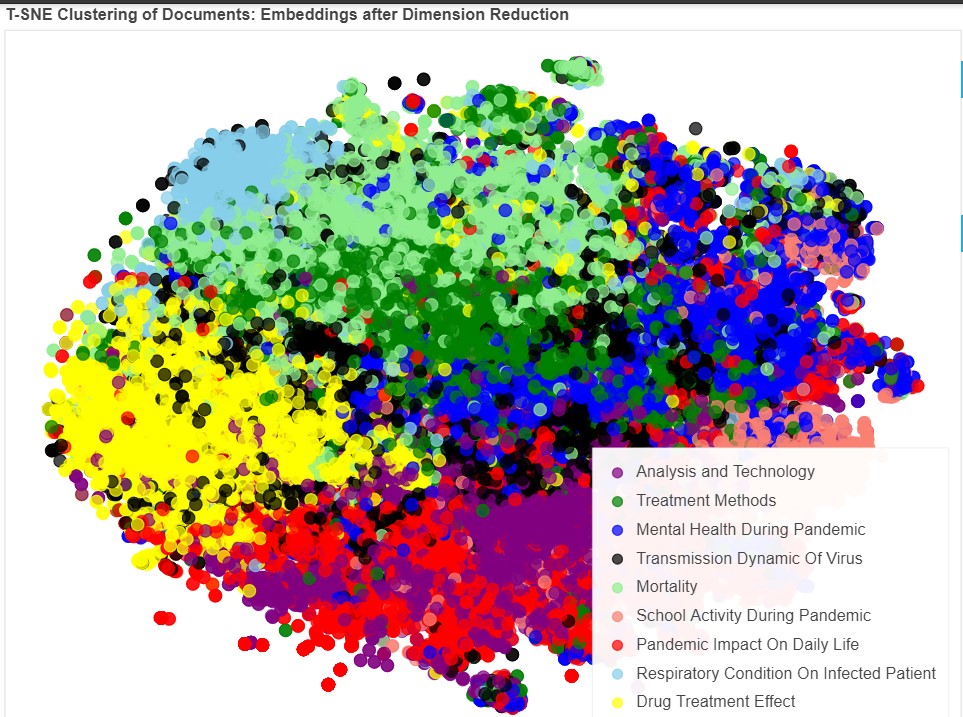 T-SNE Clustering of Documents: Embeddings after Dimension Reduction
Analysis and Technology
Treatment Methods
Mental Health During Pandemic
Transmission Dynamic Of Virus
Mortality
School Activity During Pandemic
Pandemic Impact On Daily Life
Respiratory Condition On Infected Patient
Drug Treatment Effect